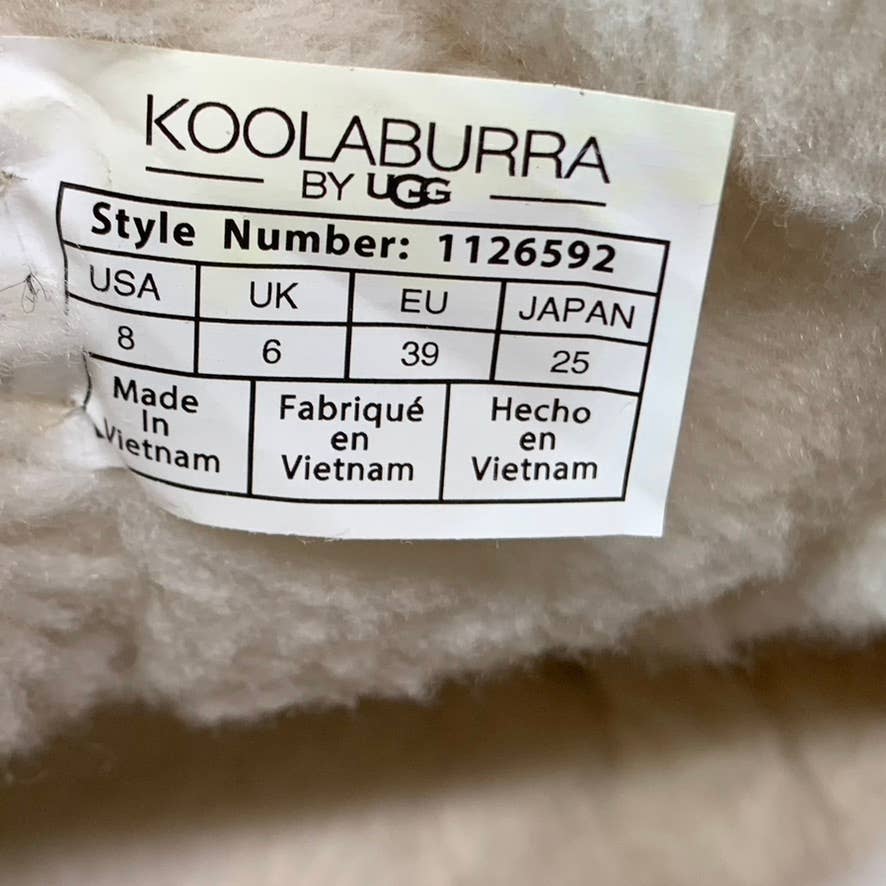 KOOLABURRA
BY UGG
Style Number: 1126592
USA UK EU JAPAN
8 6 39 25
Made
In
Vietnam
Fabriqué
en
Vietnam
Hecho
en
Vietnam